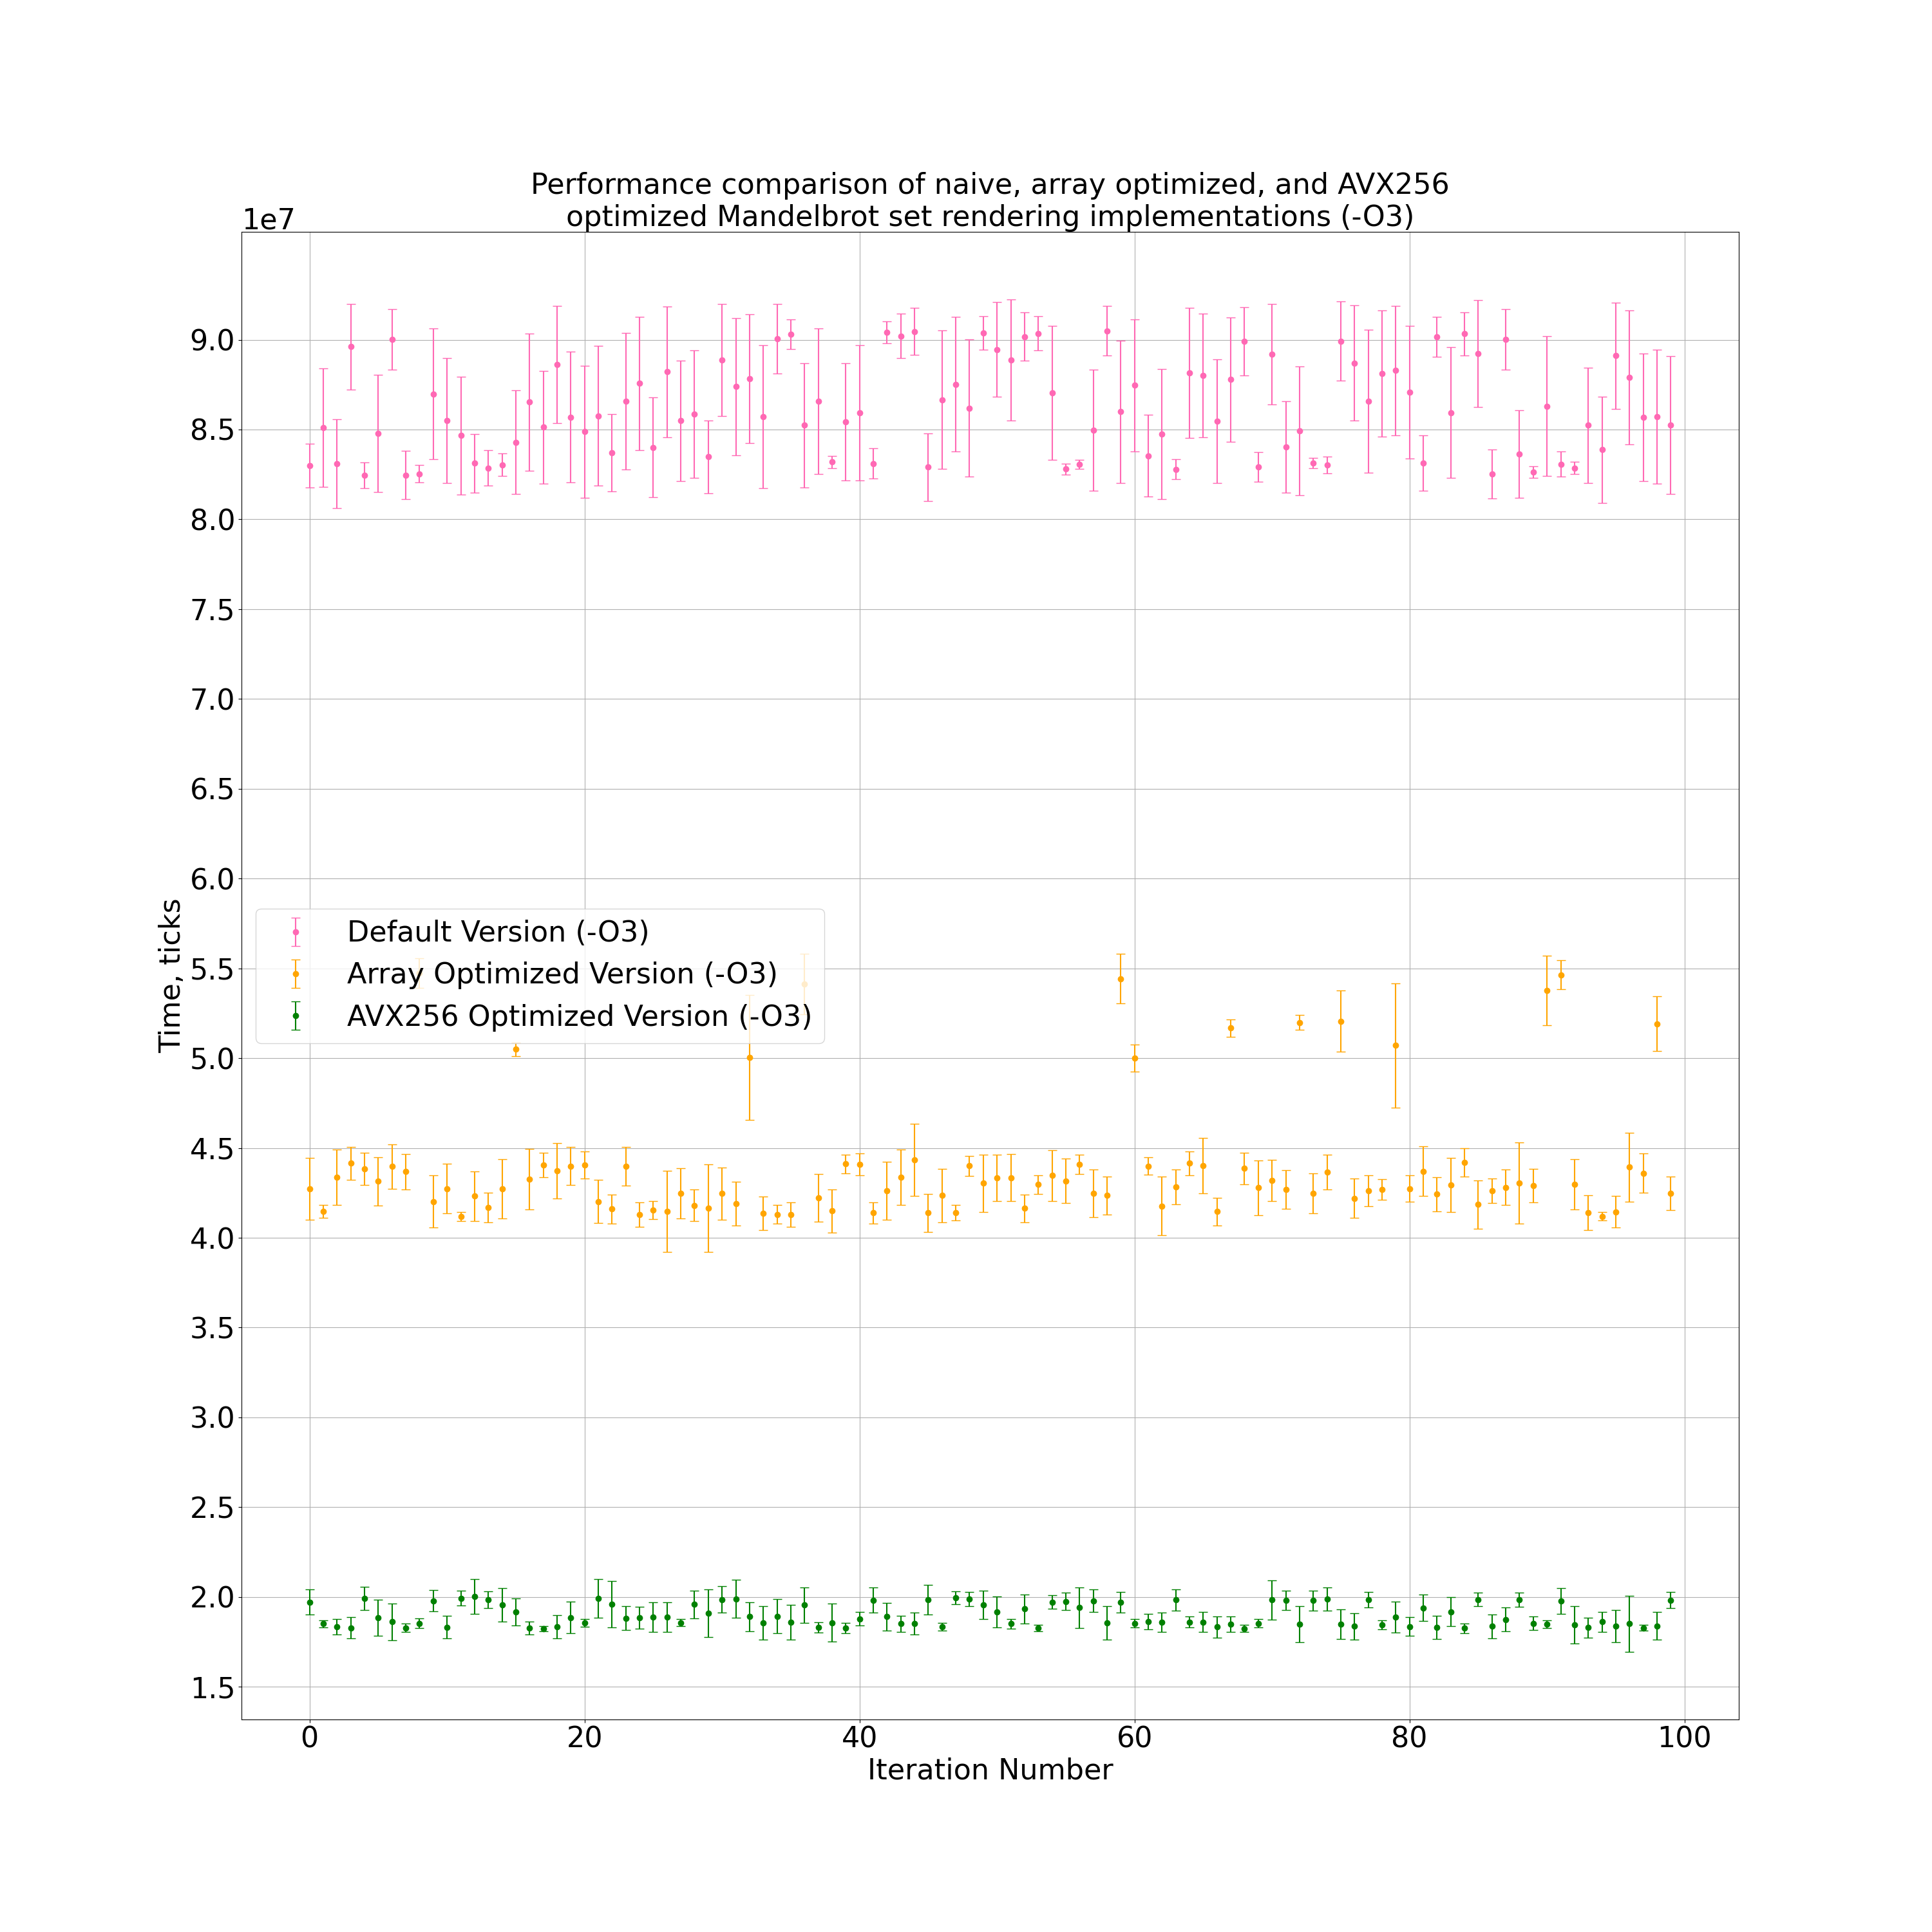 Performance comparison of naive, array optimized, and AVX256
optimized Mandelbrot set rendering implementations (-O3)
1e7
9.0
8.5
8.0
7.5
7.0
6.5
6.0
5.5
5.0
4.5
4.0
3.5
3.0
2.5
2.0
1.5
Time, ticks
Default Version (-O3)
Array Optimized Version (-O3)
AVX256 Optimized Version (-O3)
0 20 40 60 80 100
Iteration Number